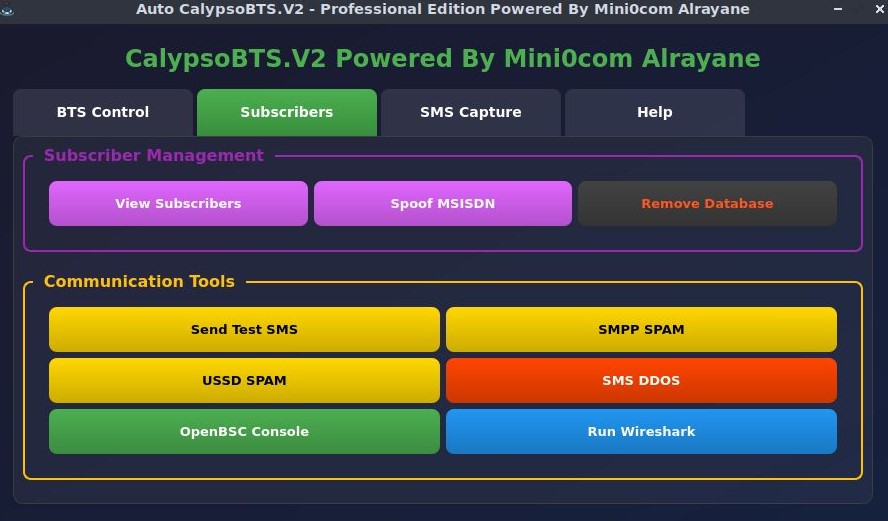 Auto CalypsoBTS.V2 - Professional Edition Powered By Mini0com Alrayane
CalypsoBTS.V2 Powered By Mini0com Alrayane
BTS Control Subscribers SMS Capture Help
Subscriber Management
View Subscribers Spoof MSISDN Remove Database
Communication Tools
Send Test SMS SMPP SPAM
USSD SPAM SMS DDOS
OpenBSC Console Run Wireshark